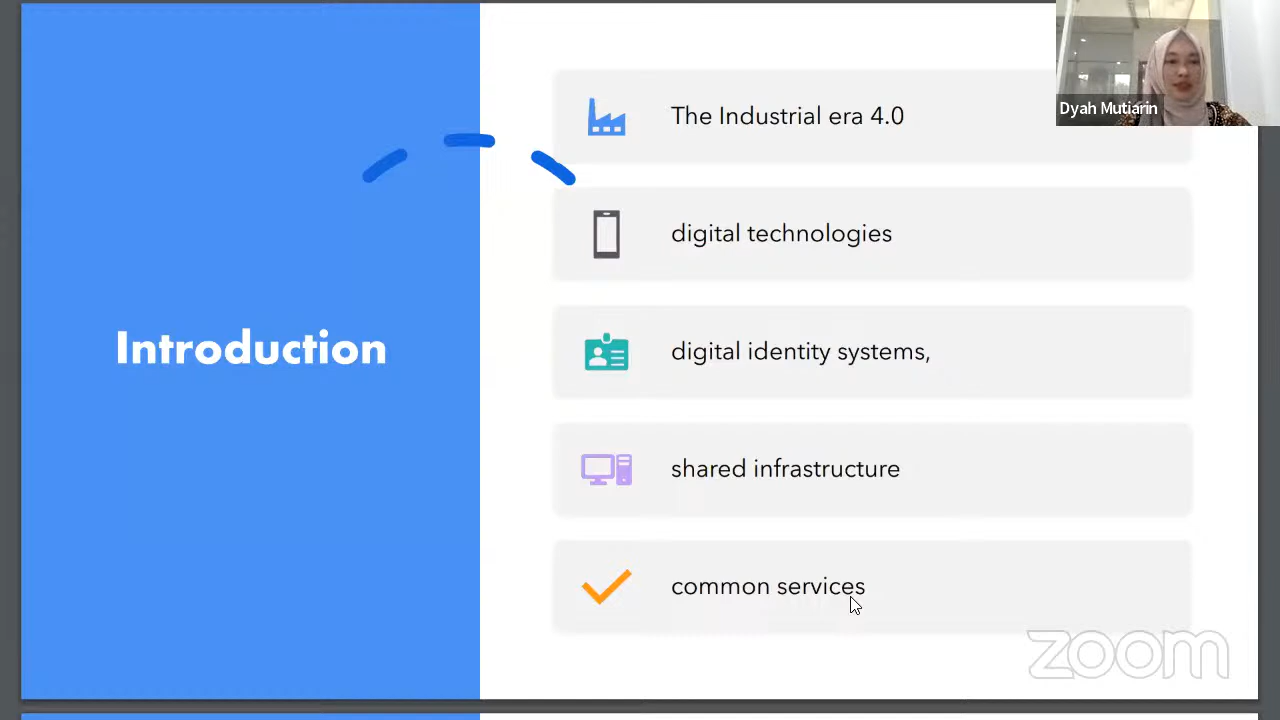 Introduction
The Industrial era 4.0
digital technologies
digital identity systems,
shared infrastructure
common services
Dyah Mutiarin
zoom